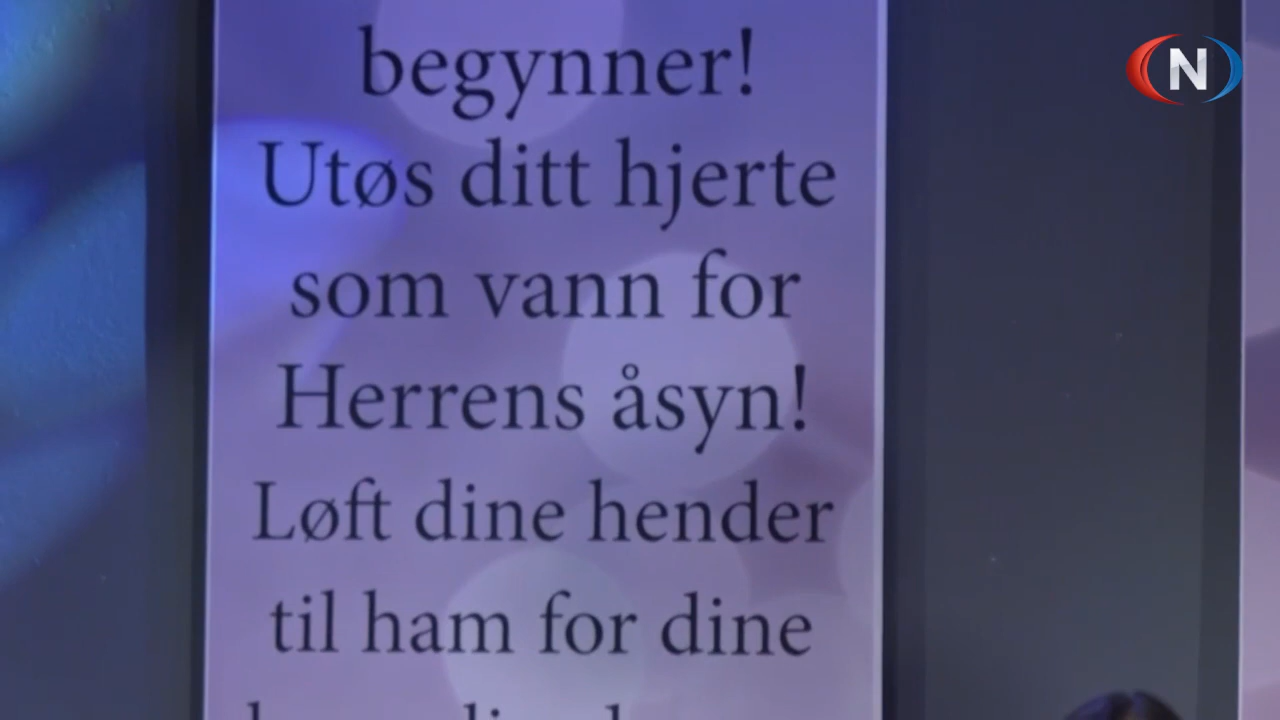 begynner!
Utøs ditt hjerte
som vann for
Herrens åsyn!
Løft dine hender
til ham for dine
N